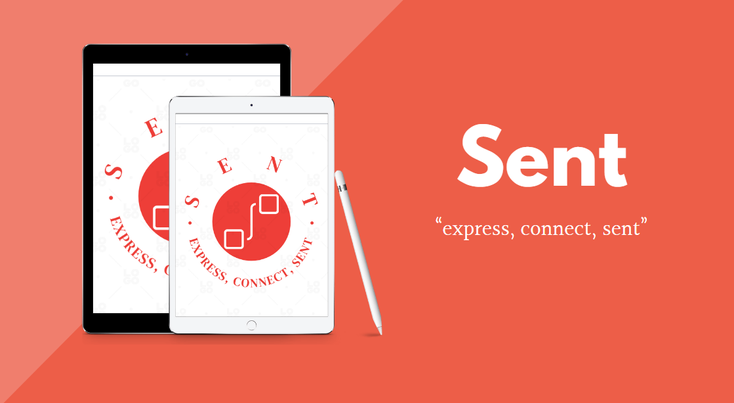 S E
EXPRESS, C
S E N T
EXPRESS, CONNECT, SENT
Sent
“express, connect, sent”